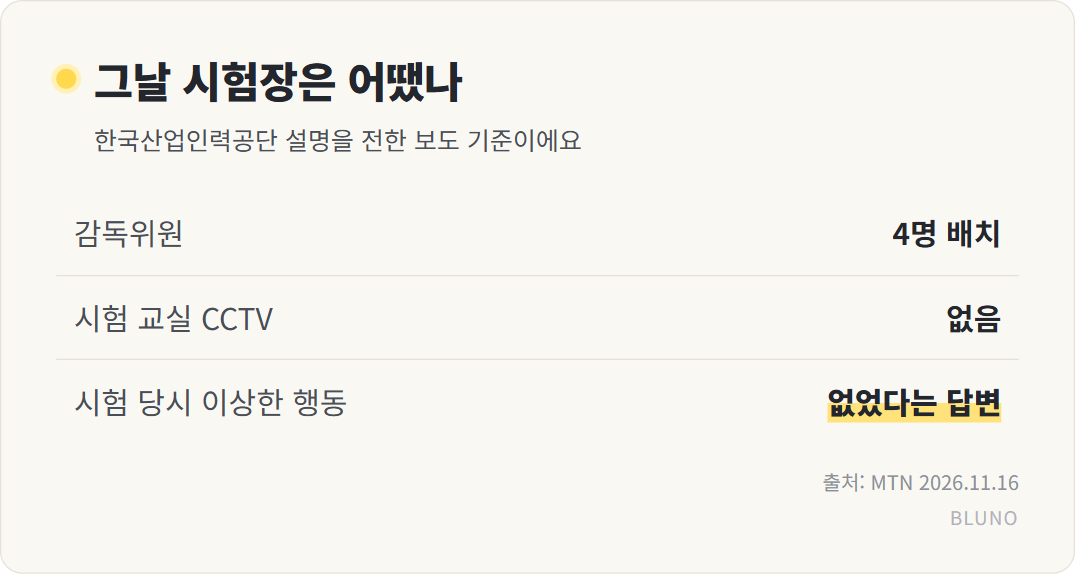 그날 시험장은 어땠나
한국산업인력공단 설명을 전한 보도 기준이에요
감독위원 4명 배치
시험 교실 CCTV 없음
시험 당시 이상한 행동 없었다는 답변
출처: MTN 2026.11.16
BLUNO